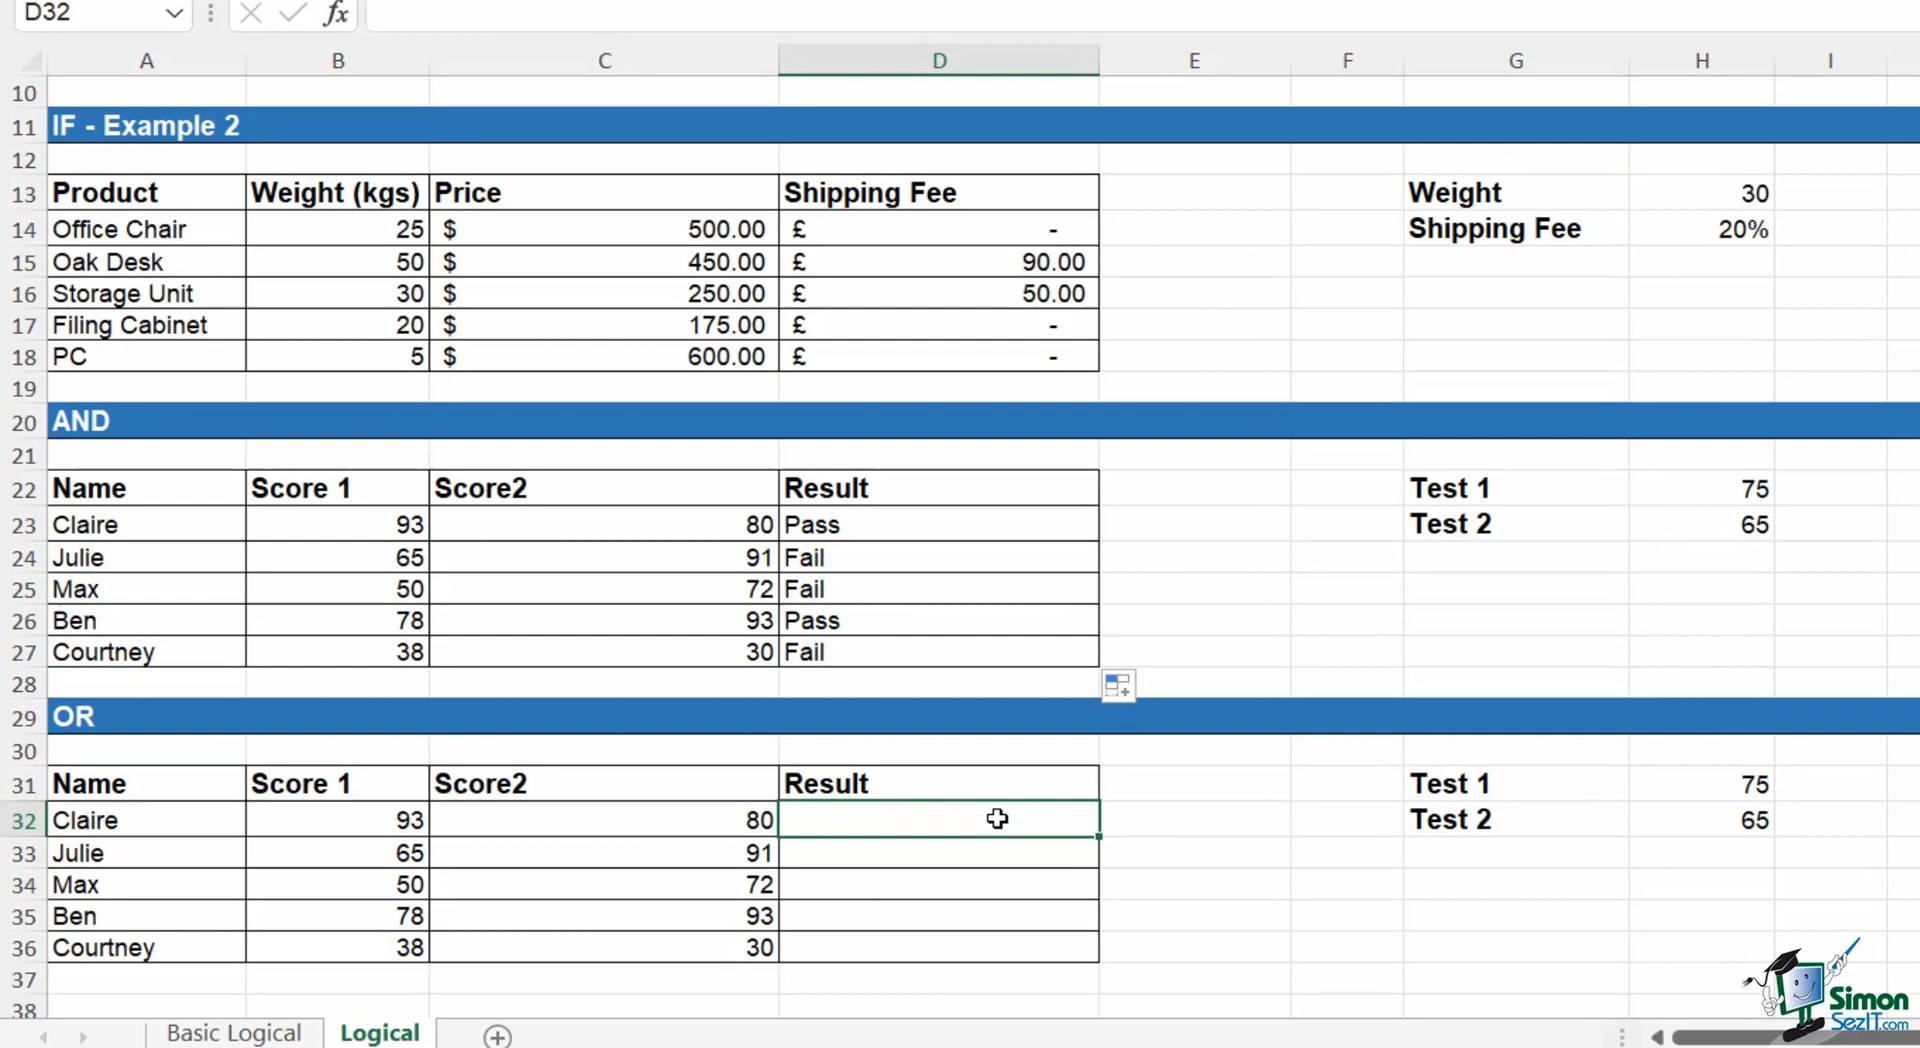 D32 fx
A B C D E F G H I
10
11 IF - Example 2
12
13 Product Weight (kgs) Price Shipping Fee Weight 30
14 Office Chair 25 $ 500.00 £ - Shipping Fee 20%
15 Oak Desk 50 $ 450.00 £ 90.00
16 Storage Unit 30 $ 250.00 £ 50.00
17 Filing Cabinet 20 $ 175.00 £ -
18 PC 5 $ 600.00 £ -
19
20 AND
21
22 Name Score 1 Score2 Result Test 1 75
23 Claire 93 80 Pass Test 2 65
24 Julie 65 91 Fail
25 Max 50 72 Fail
26 Ben 78 93 Pass
27 Courtney 38 30 Fail
28
29 OR
30
31 Name Score 1 Score2 Result Test 1 75
32 Claire 93 80 Test 2 65
33 Julie 65 91
34 Max 50 72
35 Ben 78 93
36 Courtney 38 30
37
38
Simon
SezIT.com
Basic Logical Logical